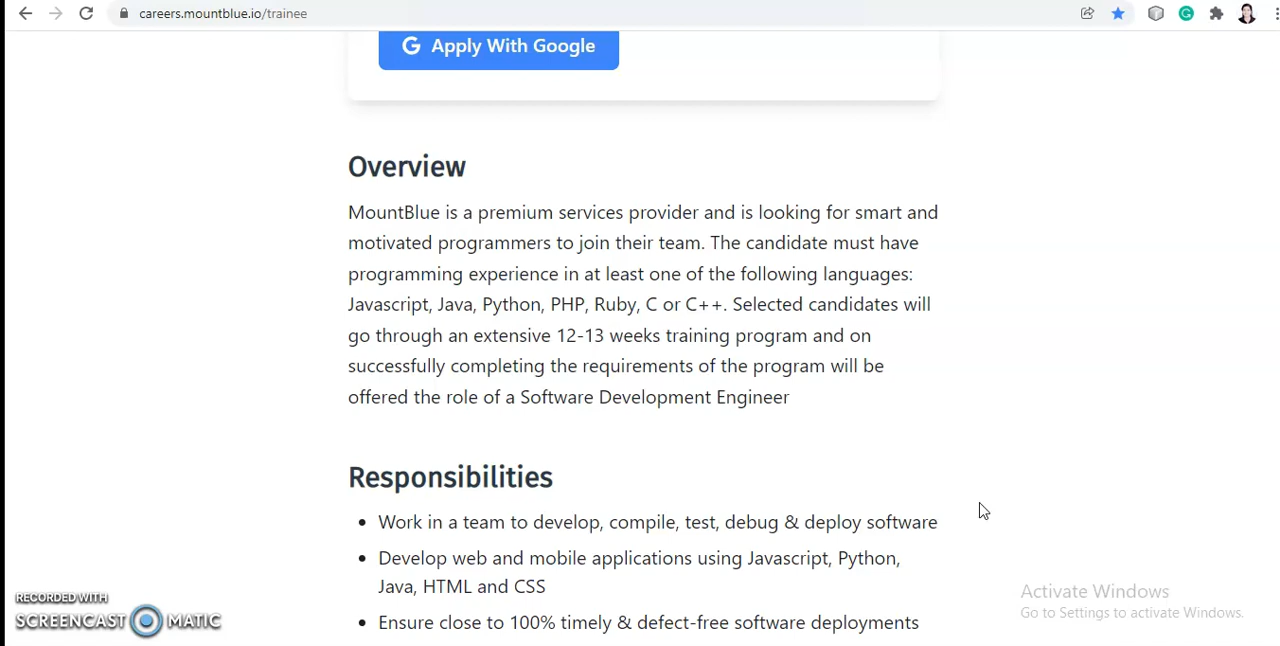 careers.mountblue.io/trainee
Apply With Google
Overview
MountBlue is a premium services provider and is looking for smart and
motivated programmers to join their team. The candidate must have
programming experience in at least one of the following languages:
Javascript, Java, Python, PHP, Ruby, C or C++. Selected candidates will
go through an extensive 12-13 weeks training program and on
successfully completing the requirements of the program will be
offered the role of a Software Development Engineer
Responsibilities
• Work in a team to develop, compile, test, debug & deploy software
• Develop web and mobile applications using Javascript, Python,
Java, HTML and CSS
• Ensure close to 100% timely & defect-free software deployments
RECORDED WITH
SCREENCAST MATIC
Activate Windows
Go to Settings to activate Windows.